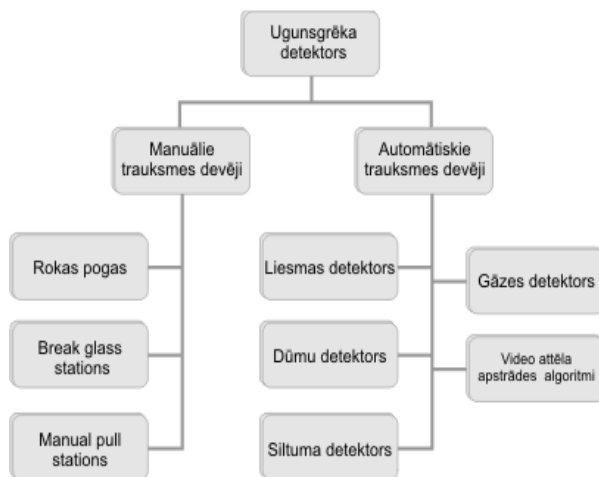 Ugunsgrēka
detektors
Manuālie
trauksmes devēji
Automātiskie
trauksmes devēji
Rokas pogas
Break glass
stations
Manual pull
stations
Liesmas detektors
Dūmu detektors
Siltuma detektors
Gāzes detektors
Video attēla
apstrādes algoritmi